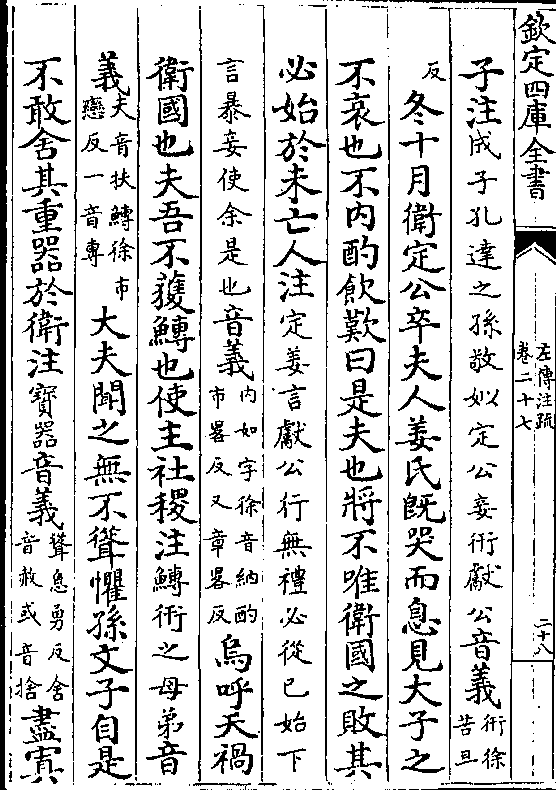 欽定四庫全書
左傳注疏
卷二十七
二十八
子注成子孔達之孫敬姒定公妾衎獻公音義衎徐苦旦
反冬十月衛定公卒夫人姜氏旣哭而息見大子之
不哀也不內酌飮歎曰是夫也將不唯衛國之敗其
必始於未亡人注定姜言獻公行無禮必從已始下
言暴妾使余是也音義內如字徐音納酌市畧反又章畧反烏呼天禍
衛國也夫吾不獲鱄也使主社稷注鱄衎之母弟音
義夫音扶鱄徐市戀反一音專大夫聞之無不聳懼孫文子自是
不敢舍其重器於衛注寶器音義聳息勇反舍音赦或音捨盡寘